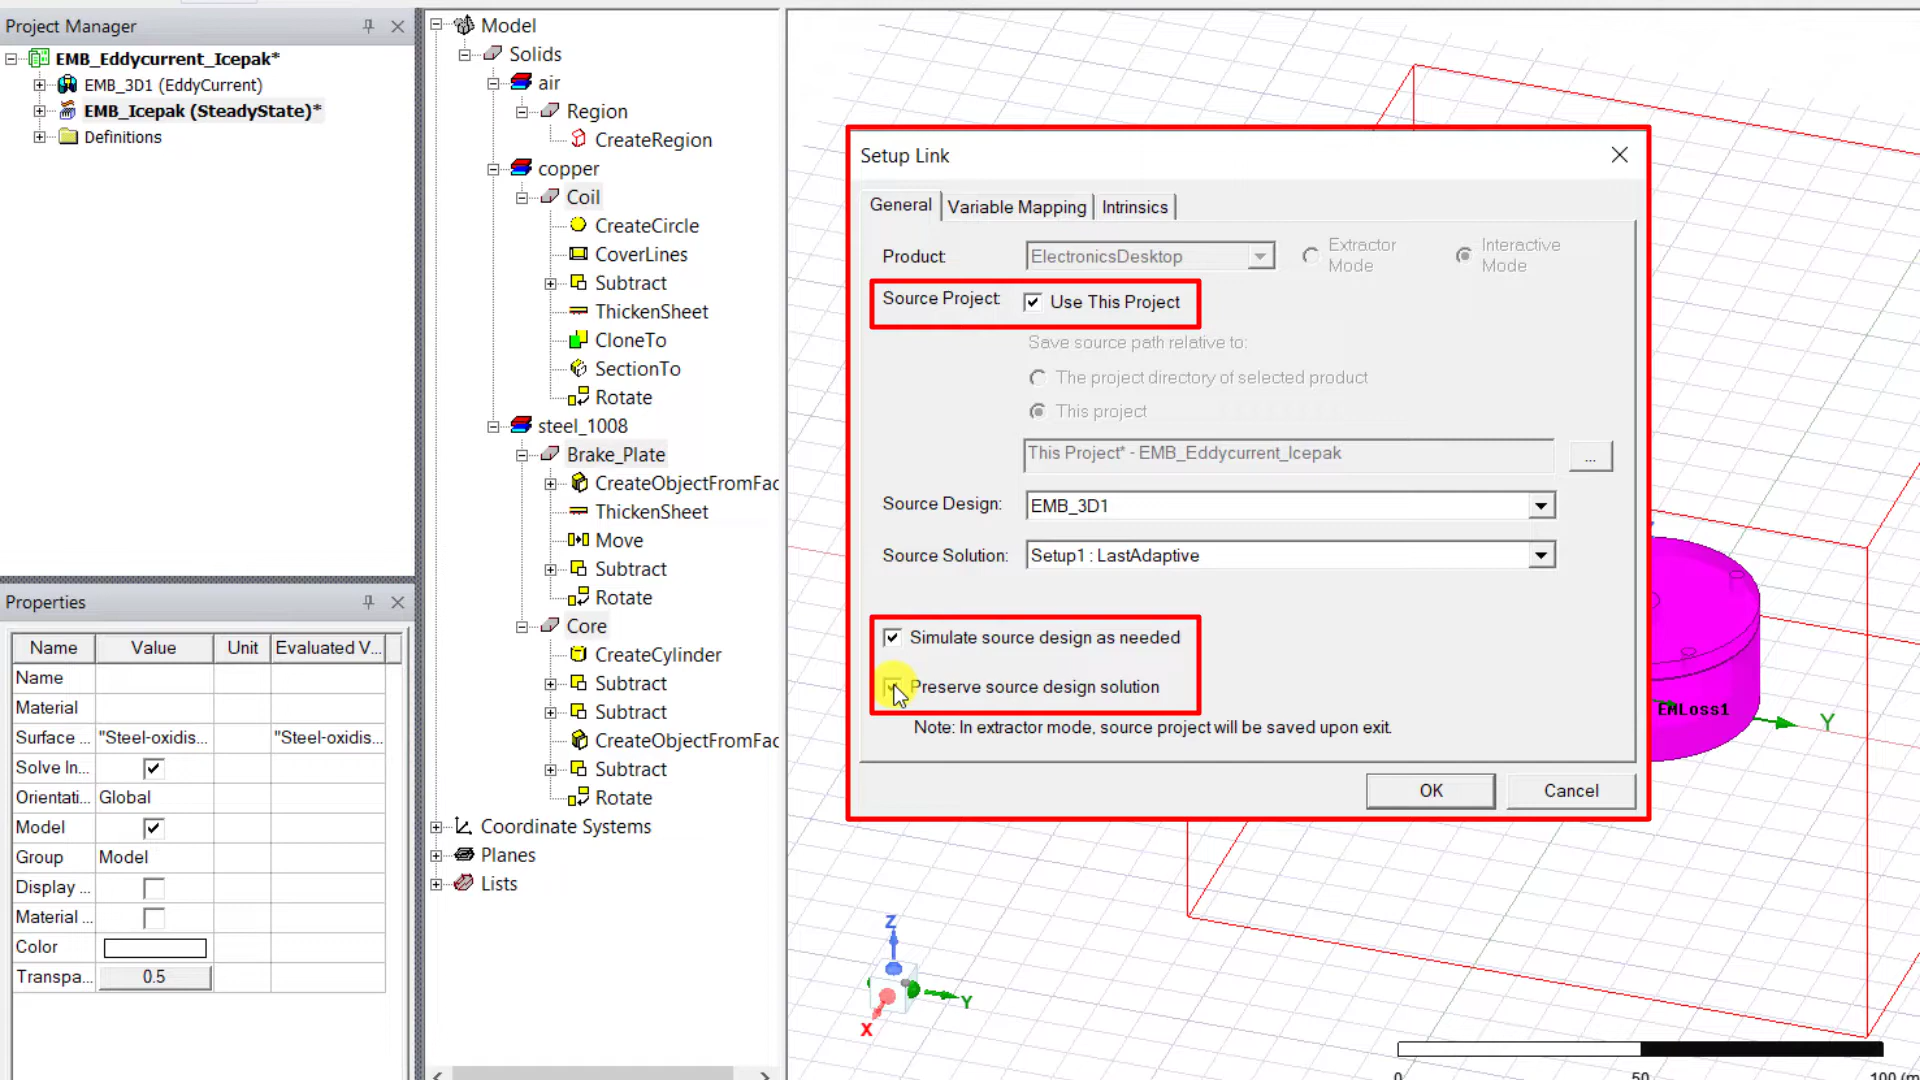 Project Manager
EMB_Eddycurrent_Icepak*
EMB_3D1 (EddyCurrent)
EMB_Icepak (SteadyState)*
Definitions
Properties
Name Value Unit Evaluated V...
Name
Material
Surface ... "Steel-oxidis... "Steel-oxidis...
Solve In...
Orientati... Global
Model
Group Model
Display ...
Material ...
Color
Transpa... 0.5
Model
Solids
air
Region
CreateRegion
copper
Coil
CreateCircle
CoverLines
Subtract
ThickenSheet
CloneTo
SectionTo
Rotate
steel_1008
Brake_Plate
CreateObjectFromFac
ThickenSheet
Move
Subtract
Rotate
Core
CreateCylinder
Subtract
Subtract
CreateObjectFromFac
Subtract
Rotate
Coordinate Systems
Planes
Lists
Setup Link
General Variable Mapping Intrinsics
Product: ElectronicsDesktop Extractor Mode Interactive Mode
Source Project: Use This Project
Save source path relative to:
The project directory of selected product
This project
This Project* - EMB_Eddycurrent_Icepak ...
Source Design: EMB_3D1
Source Solution: Setup1 : LastAdaptive
Simulate source design as needed
Preserve source design solution
Note: In extractor mode, source project will be saved upon exit.
OK Cancel
EMLoss1
Y
Z
Y
X
0 50 100 (m